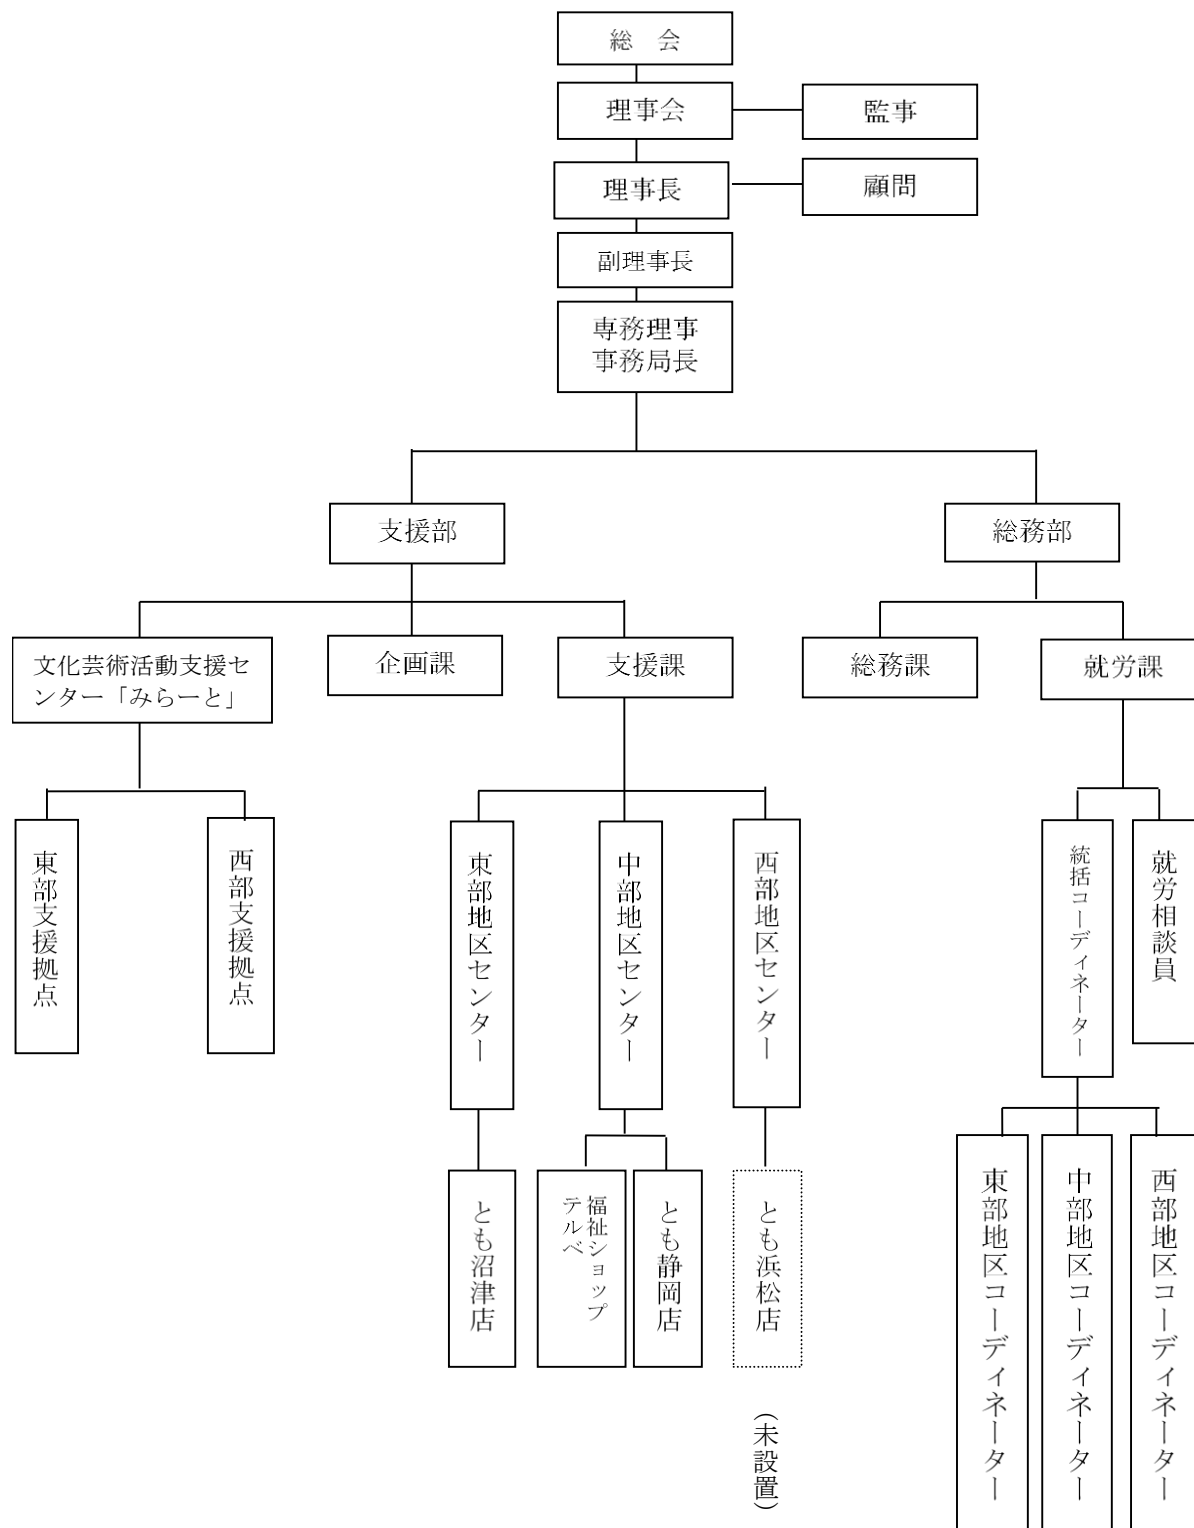 総　会
理事会
監事
理事長
顧問
副理事長
専務理事
事務局長
支援部
総務部
文化芸術活動支援セ
ンター「みらーと」
企画課
支援課
総務課
就労課
東部支援拠点
西部支援拠点
東部地区センター
中部地区センター
西部地区センター
統括コーディネーター
就労相談員
とも沼津店
福祉ショップ
テルベ
とも静岡店
とも浜松店
（未設置）
東部地区コーディネーター
中部地区コーディネーター
西部地区コーディネーター